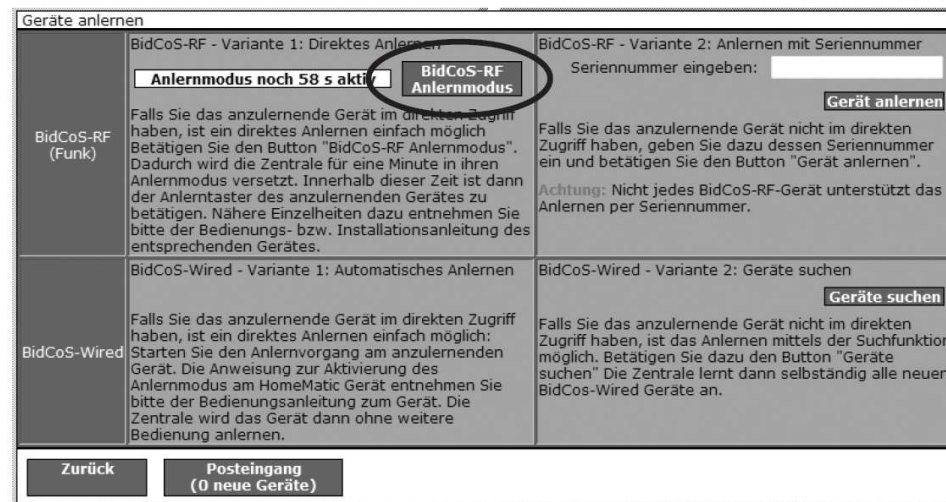 Geräte anlernen
BidCoS-RF
(Funk)
BidCoS-RF - Variante 1: Direktes Anlernen
Anlernmodus noch 58 s aktiv
BidCoS-RF
Anlernmodus
Falls Sie das anzulernende Gerät im direkten Zugriff
haben, ist ein direktes Anlernen einfach möglich
Betätigen Sie den Button "BidCoS-RF Anlernmodus".
Dadurch wird die Zentrale für eine Minute in ihren
Anlernmodus versetzt. Innerhalb dieser Zeit ist dann
der Anlerntaster des anzulernenden Gerätes zu
betätigen. Nähere Einzelheiten dazu entnehmen Sie
bitte der Bedienungs- bzw. Installationsanleitung des
entsprechenden Gerätes.
BidCoS-RF - Variante 2: Anlernen mit Seriennummer
Seriennummer eingeben:
Gerät anlernen
Falls Sie das anzulernende Gerät nicht im direkten
Zugriff haben, geben Sie dazu dessen Seriennummer
ein und betätigen Sie den Button "Gerät anlernen".
Achtung: Nicht jedes BidCoS-RF-Gerät unterstützt das
Anlernen per Seriennummer.
BidCoS-Wired
BidCoS-Wired - Variante 1: Automatisches Anlernen
Falls Sie das anzulernende Gerät im direkten Zugriff
haben, ist ein direktes Anlernen einfach möglich:
Starten Sie den Anlernvorgang am anzulernenden
Gerät. Die Anweisung zur Aktivierung des
Anlernmodus am HomeMatic Gerät entnehmen Sie
bitte der Bedienungsanleitung zum Gerät. Die
Zentrale wird das Gerät dann ohne weitere
Bedienung anlernen.
BidCoS-Wired - Variante 2: Geräte suchen
Geräte suchen
Falls Sie das anzulernende Gerät nicht im direkten
Zugriff haben, ist das Anlernen mittels der Suchfunktion
möglich. Betätigen Sie dazu den Button "Geräte
suchen" Die Zentrale lernt dann selbständig alle neuen
BidCos-Wired Geräte an.
Zurück
Posteingang
(0 neue Geräte)